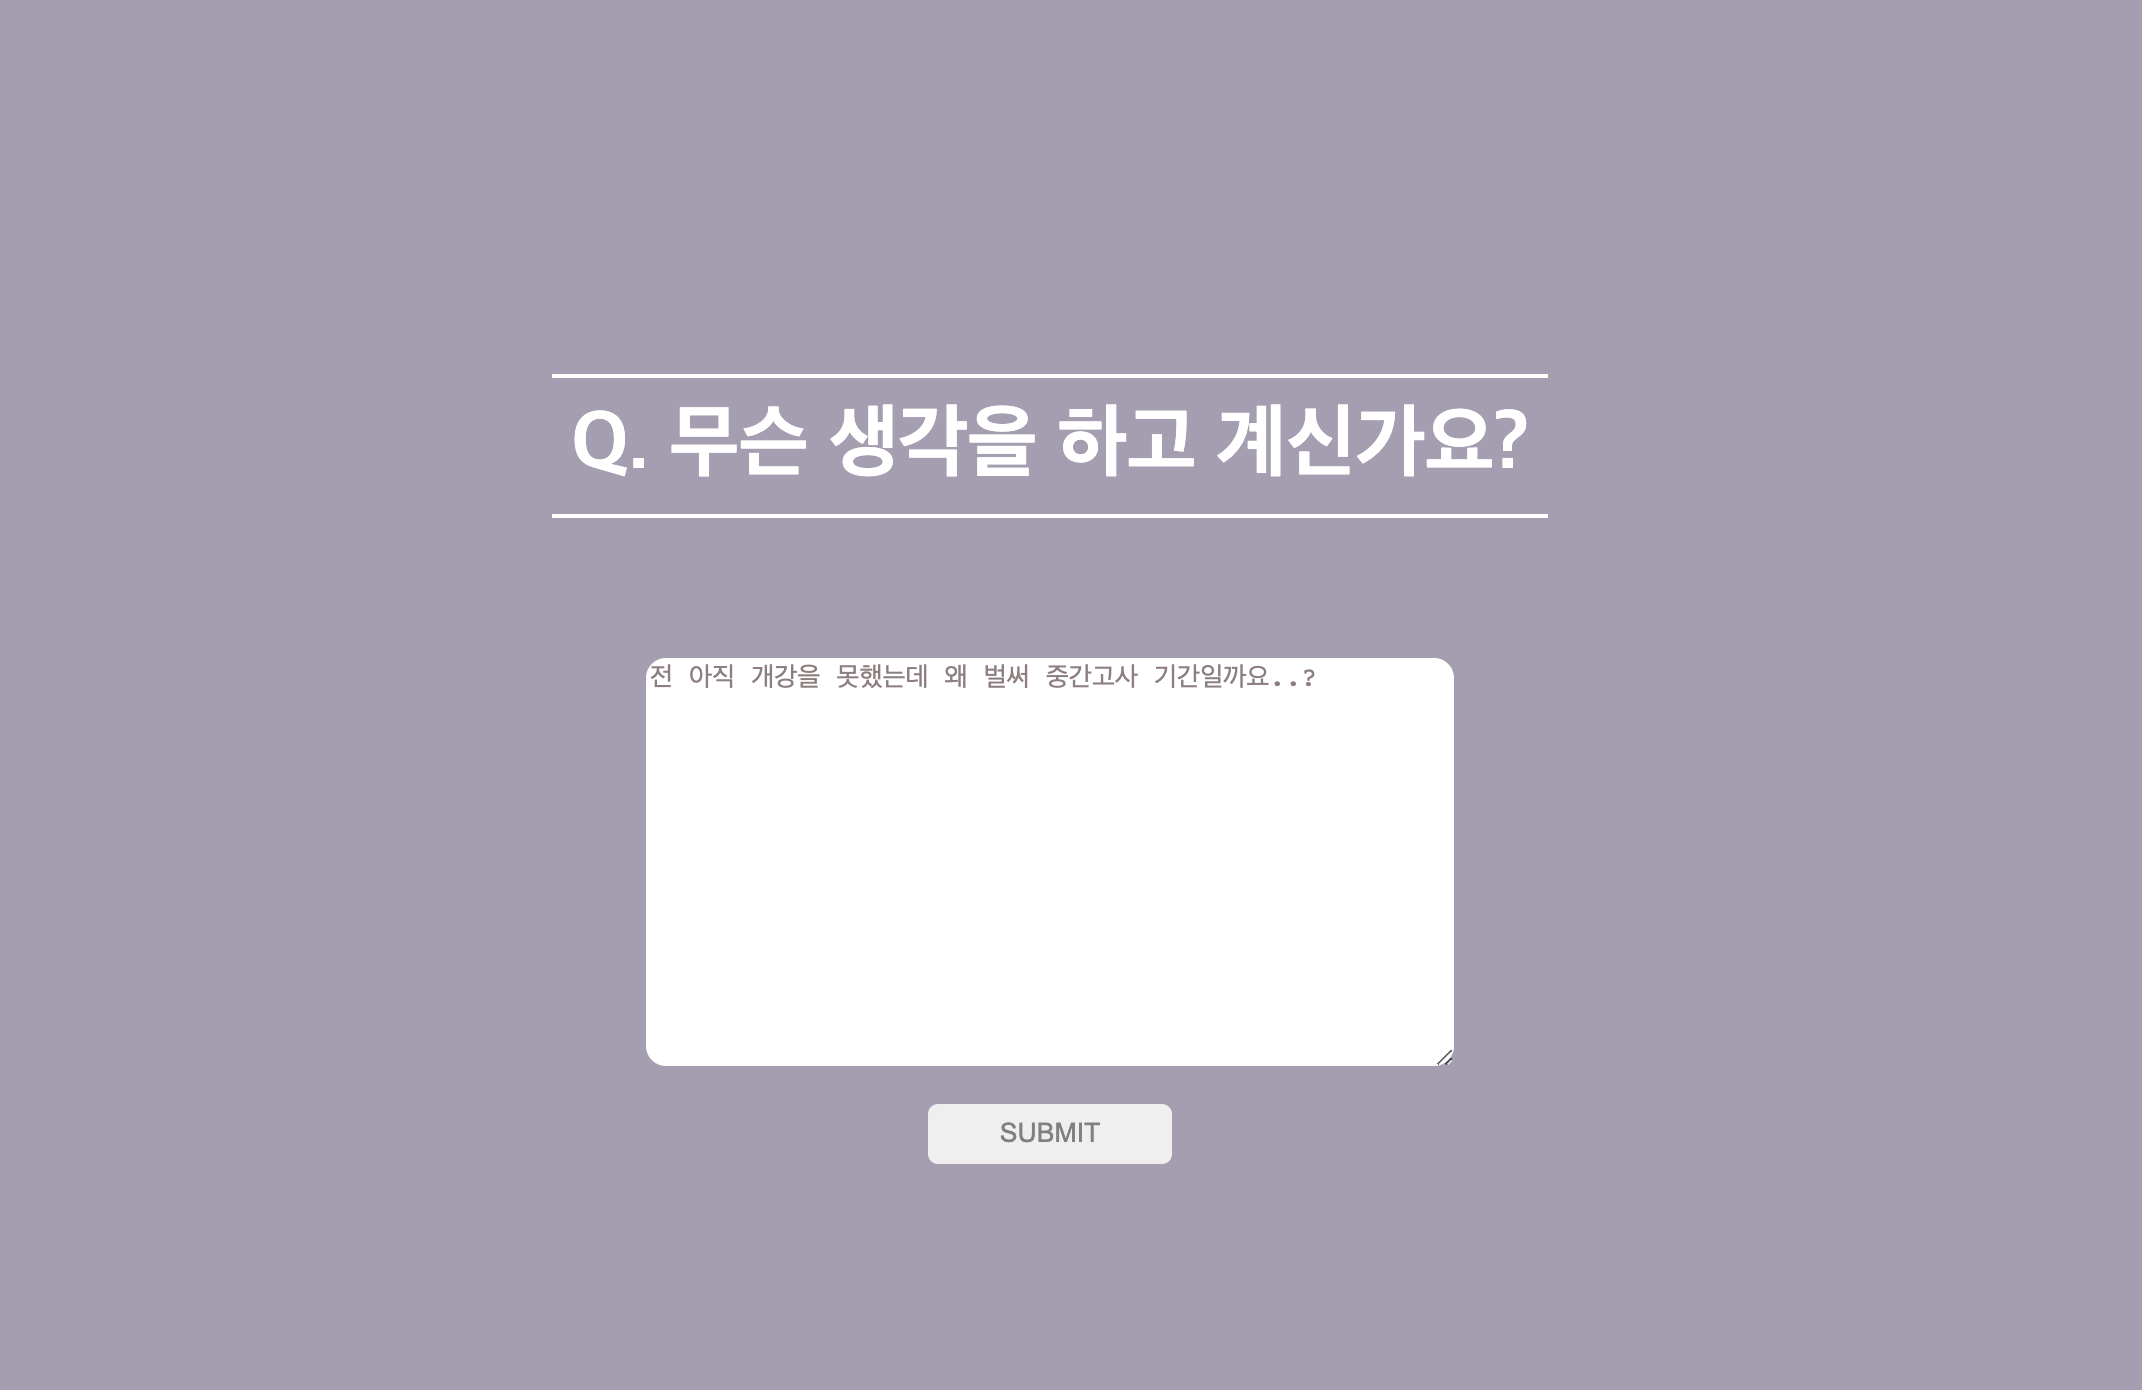 Q. 무슨 생각을 하고 계신가요?
전 아직 개강을 못했는데 왜 벌써 중간고사 기간일까요..?
SUBMIT